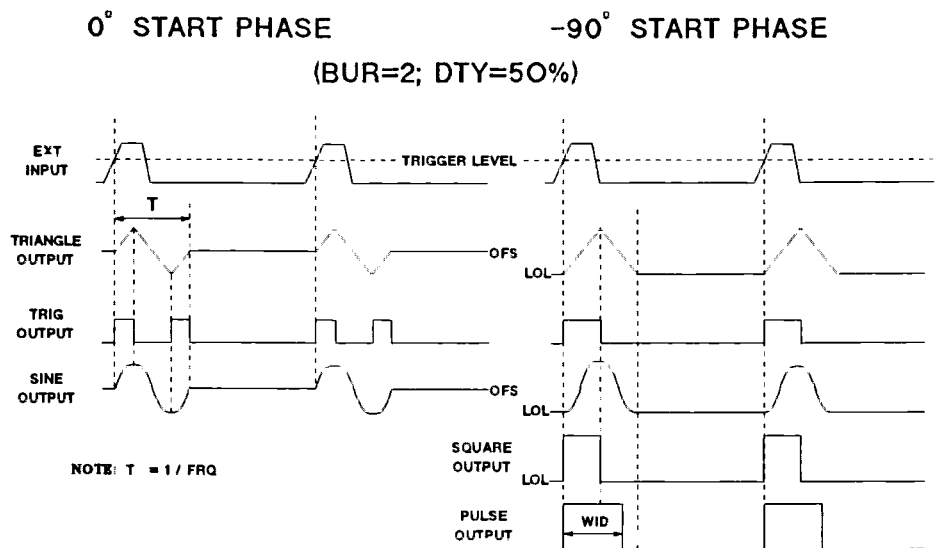 0° START PHASE
-90° START PHASE
(BUR=2; DTY=50%)
EXT
INPUT
TRIGGER LEVEL
T
TRIANGLE
OUTPUT
OFS
LOL
TRIG
OUTPUT
SINE
OUTPUT
OFS
LOL
SQUARE
OUTPUT
LOL
NOTE: T = 1 / FRQ
PULSE
OUTPUT
WID